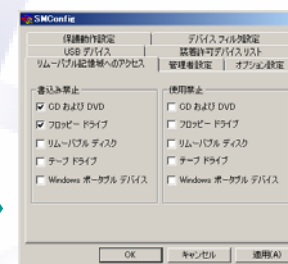 SMConfig
保護動作設定 デバイス フィルタ設定
USB デバイス 禁著許可デバイス リスト
リムーバブル記憶域へのアクセス 管理者設定 オプション設定
書込み禁止 使用禁止
CD および DVD CD および DVD
フロッピー ドライブ フロッピー ドライブ
リムーバブル ディスク リムーバブル ディスク
テープ ドライブ テープ ドライブ
Windows ポータブル デバイス Windows ポータブル デバイス
OK キャンセル 適用(A)